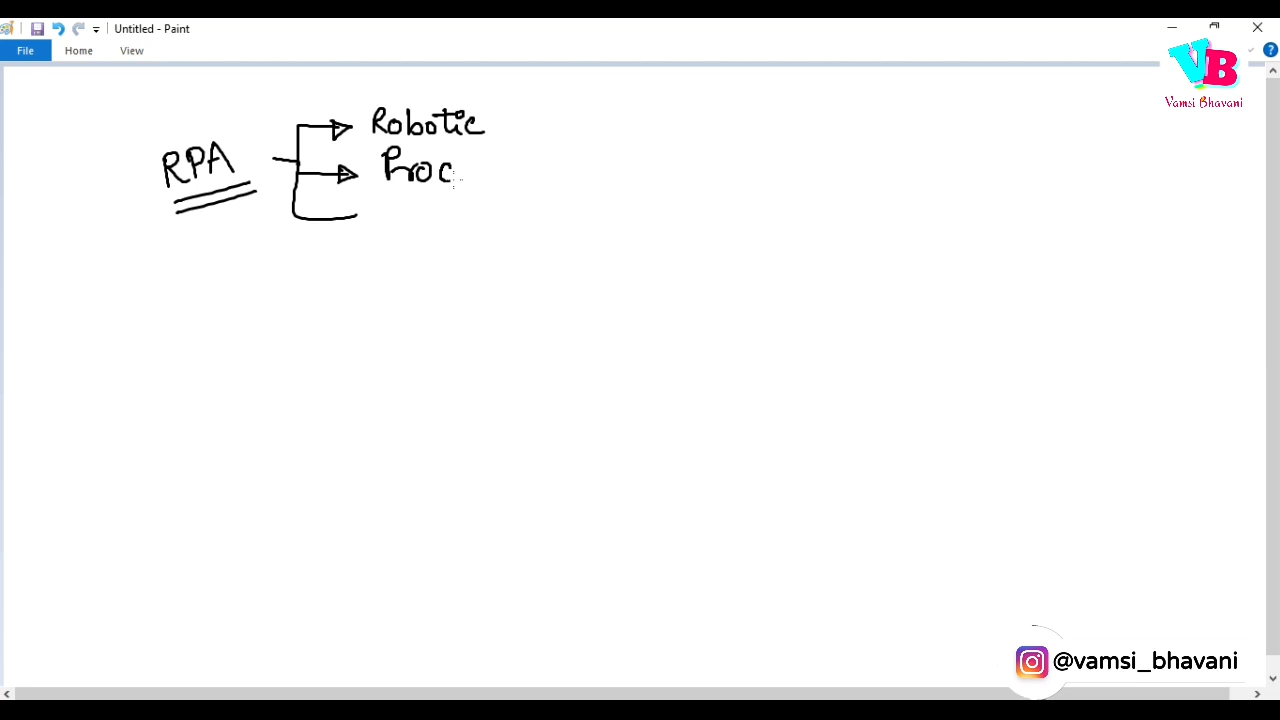 Untitled - Paint
File Home View
VB
Vamsi Bhavani
RPA
Robotic
Proc
@vamsi_bhavani